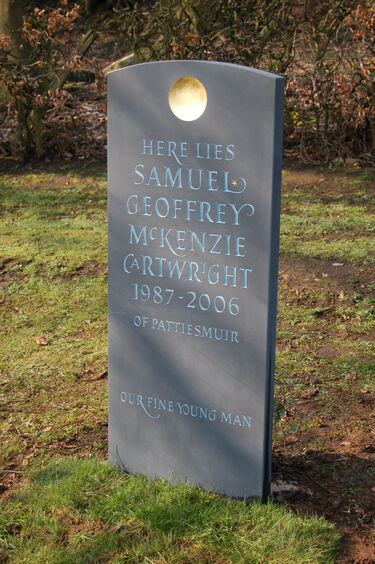 HERE LIES
SAMUEL
GEOFFREY
McKENZIE
CARTWRIGHT
1987 - 2006
OF PATTIESMUIR
OUR FINE YOUNG MAN